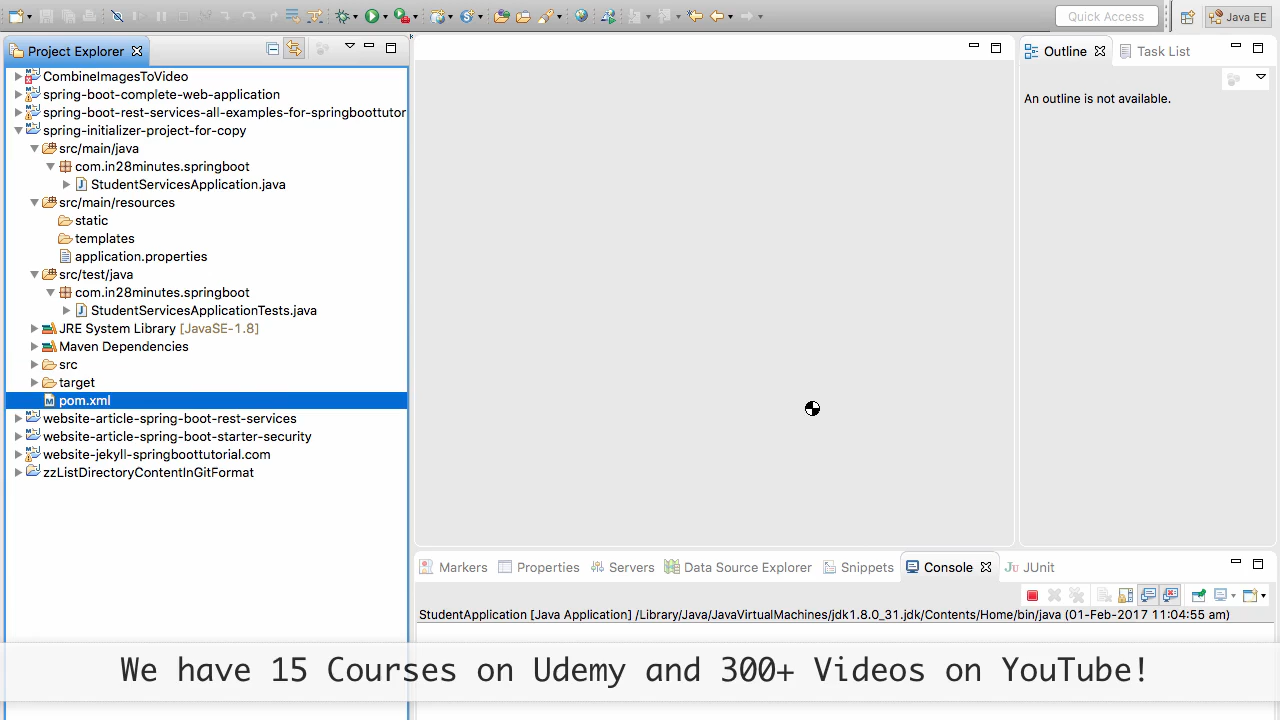 Quick Access
Java EE
Project Explorer
CombineImagesToVideo
spring-boot-complete-web-application
spring-boot-rest-services-all-examples-for-springboottutor
spring-initializer-project-for-copy
src/main/java
com.in28minutes.springboot
StudentServicesApplication.java
src/main/resources
static
templates
application.properties
src/test/java
com.in28minutes.springboot
StudentServicesApplicationTests.java
JRE System Library [JavaSE-1.8]
Maven Dependencies
src
target
pom.xml
website-article-spring-boot-rest-services
website-article-spring-boot-starter-security
website-jekyll-springboottutorial.com
zzListDirectoryContentInGitFormat
Outline
Task List
An outline is not available.
Markers
Properties
Servers
Data Source Explorer
Snippets
Console
JUnit
StudentApplication [Java Application] /Library/Java/JavaVirtualMachines/jdk1.8.0_31.jdk/Contents/Home/bin/java (01-Feb-2017 11:04:55 am)
We have 15 Courses on Udemy and 300+ Videos on YouTube!